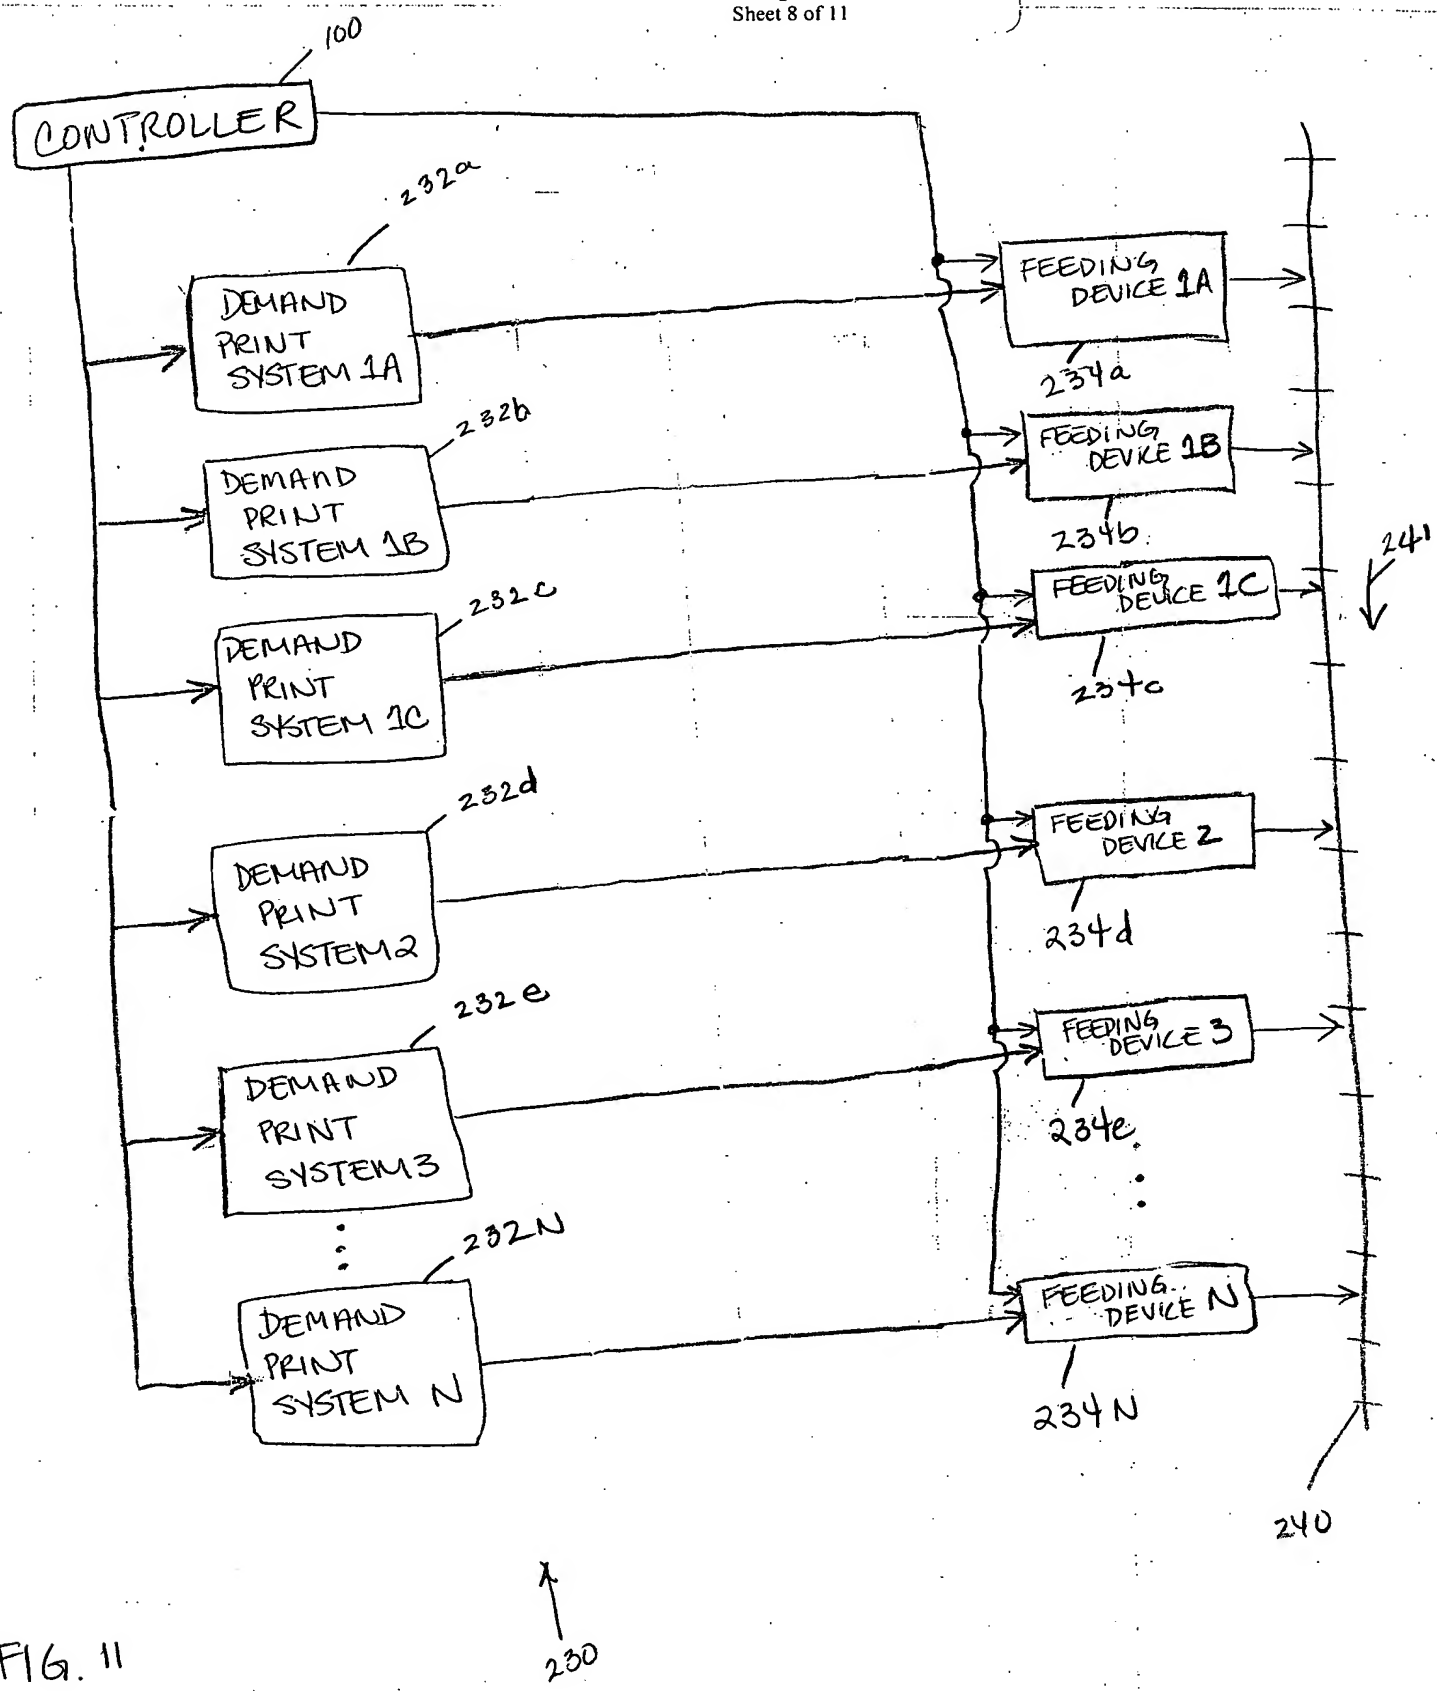 Sheet 8 of 11
100
CONTROLLER
232a
DEMAND
PRINT
SYSTEM 1A
FEEDING
DEVICE 1A
234a
232b
DEMAND
PRINT
SYSTEM 1B
FEEDING
DEVICE 1B
234b
241
232c
DEMAND
PRINT
SYSTEM 1C
FEEDING
DEVICE 1C
234c
232d
DEMAND
PRINT
SYSTEM 2
FEEDING
DEVICE 2
234d
232e
DEMAND
PRINT
SYSTEM 3
FEEDING
DEVICE 3
234e
232N
DEMAND
PRINT
SYSTEM N
FEEDING
DEVICE N
234N
240
230
FIG. 11